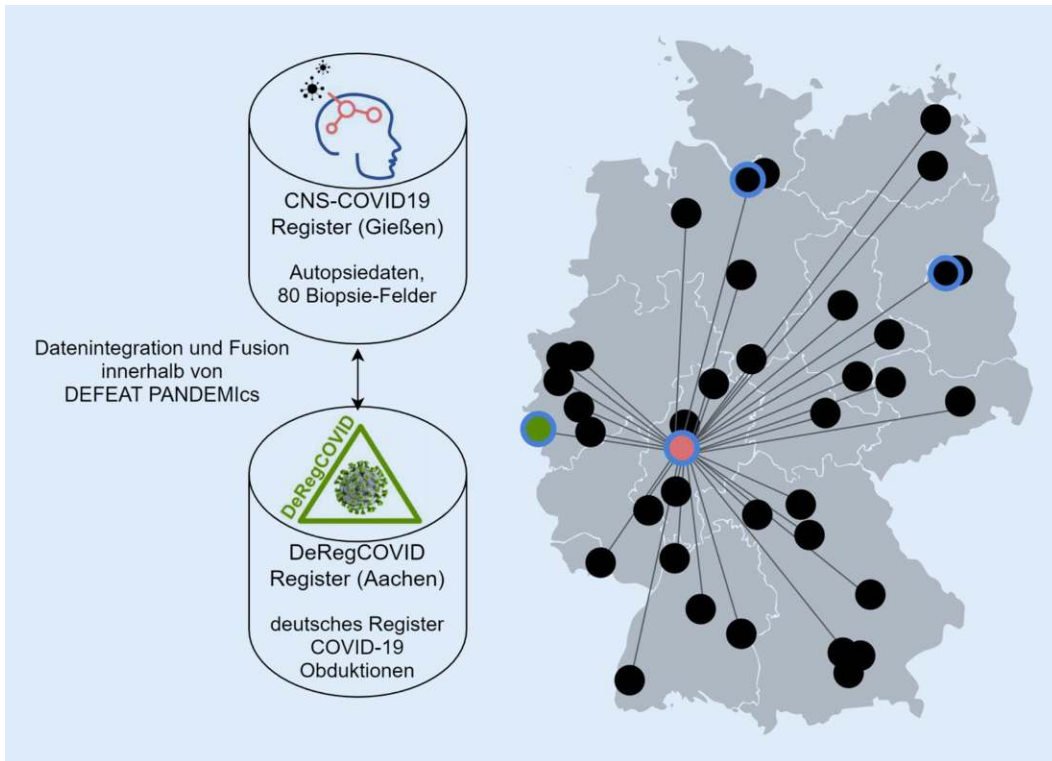 CNS-COVID19
Register (Gießen)
Autopsiedaten,
80 Biopsie-Felder
Datenintegration und Fusion
innerhalb von
DEFEAT PANDEMIcs
DeRegCOVID
DeRegCOVID
Register (Aachen)
deutsches Register
COVID-19
Obduktionen